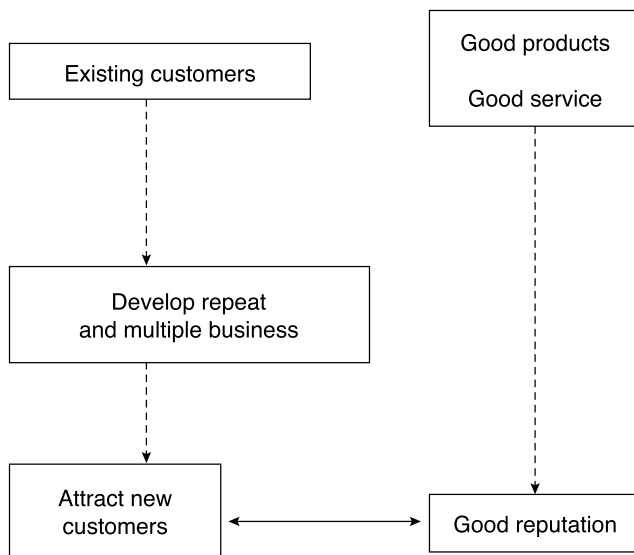 Existing customers
Good products
Good service
Develop repeat
and multiple business
Attract new
customers
Good reputation